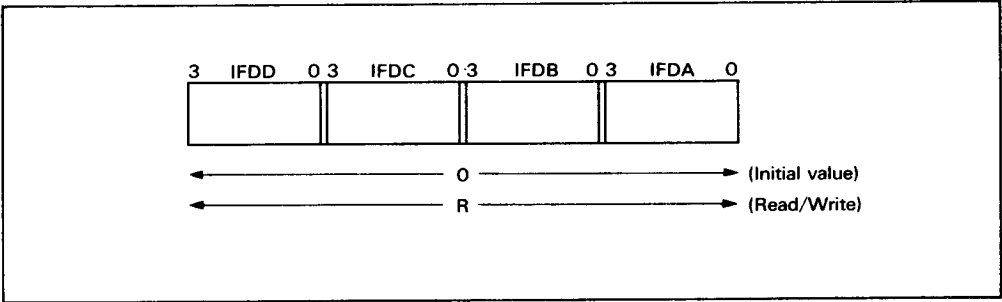 3 IFDD 0 3 IFDC 0 3 IFDB 0 3 IFDA 0
0 (Initial value)
R (Read/Write)